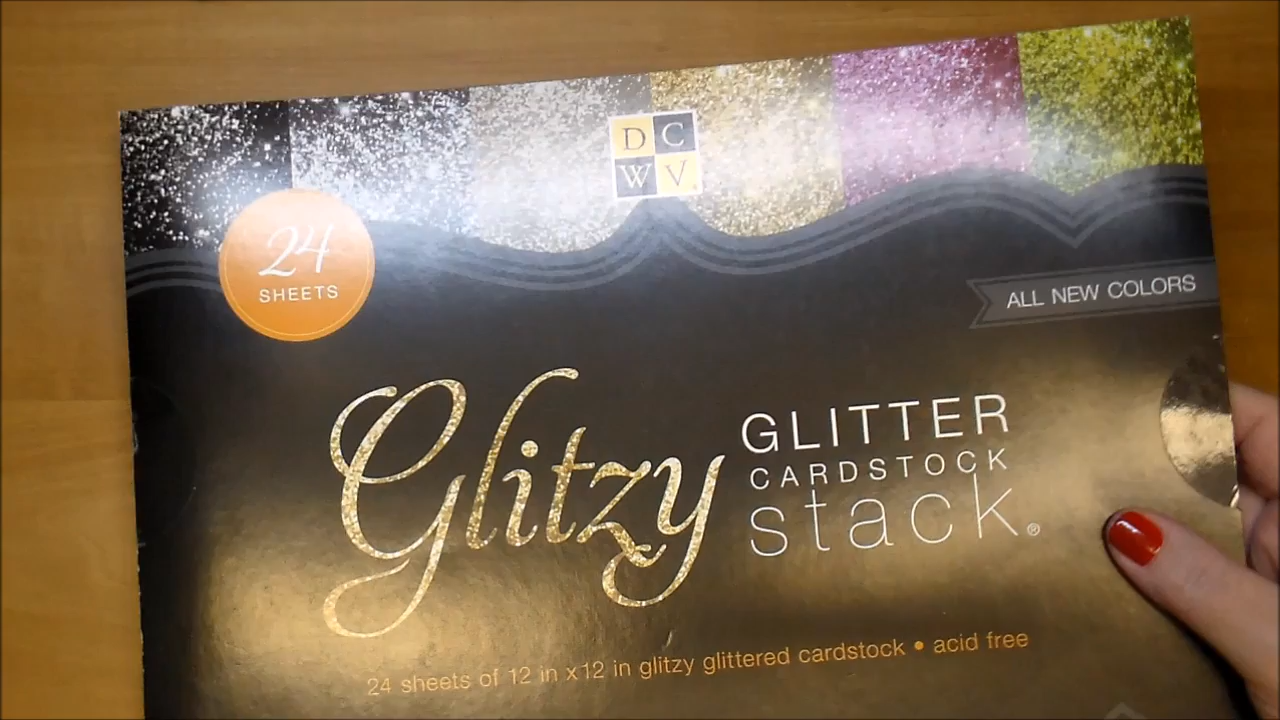 D C
W V
24
SHEETS
ALL NEW COLORS
Glitzy
GLITTER
CARDSTOCK
stack®
24 sheets of 12 in x 12 in glitzy glittered cardstock • acid free